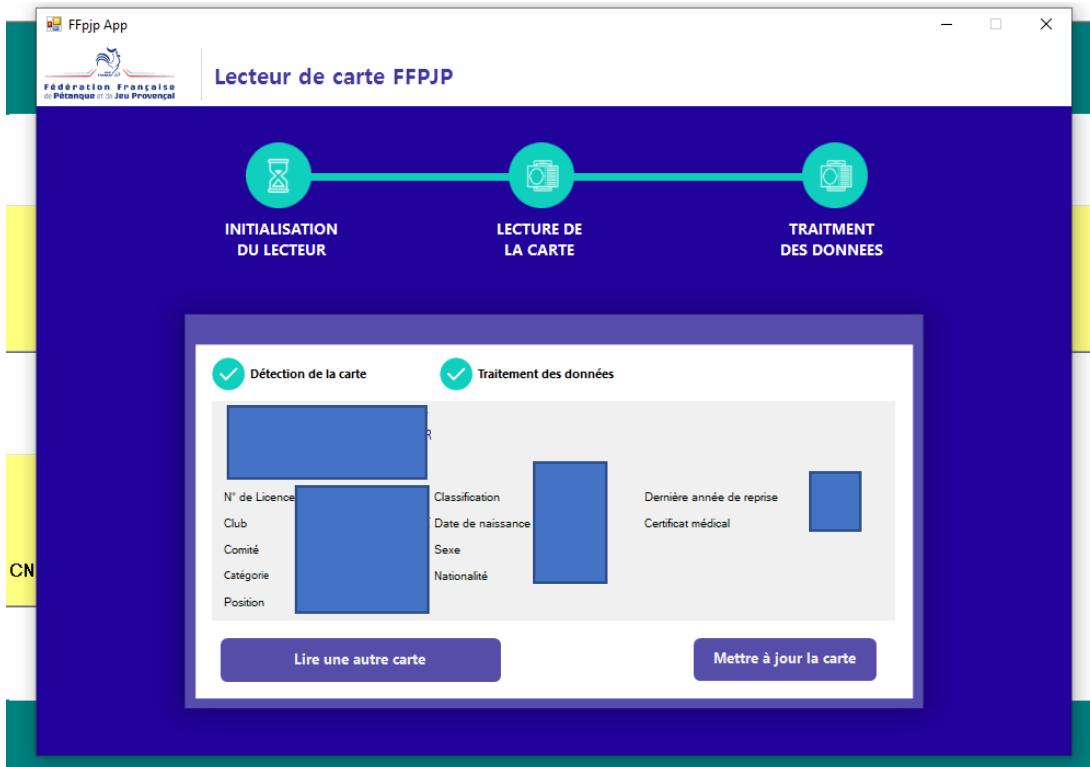 FFpjp App
Fédération Française
de Pétanque et de Jeu Provençal
Lecteur de carte FFPJP
INITIALISATION
DU LECTEUR
LECTURE DE
LA CARTE
TRAITMENT
DES DONNEES
Détection de la carte
Traitement des données
R
N° de Licence
Classification
Dernière année de reprise
Club
Date de naissance
Certificat médical
Comité
Sexe
CN
Catégorie
Nationalité
Position
Lire une autre carte
Mettre à jour la carte